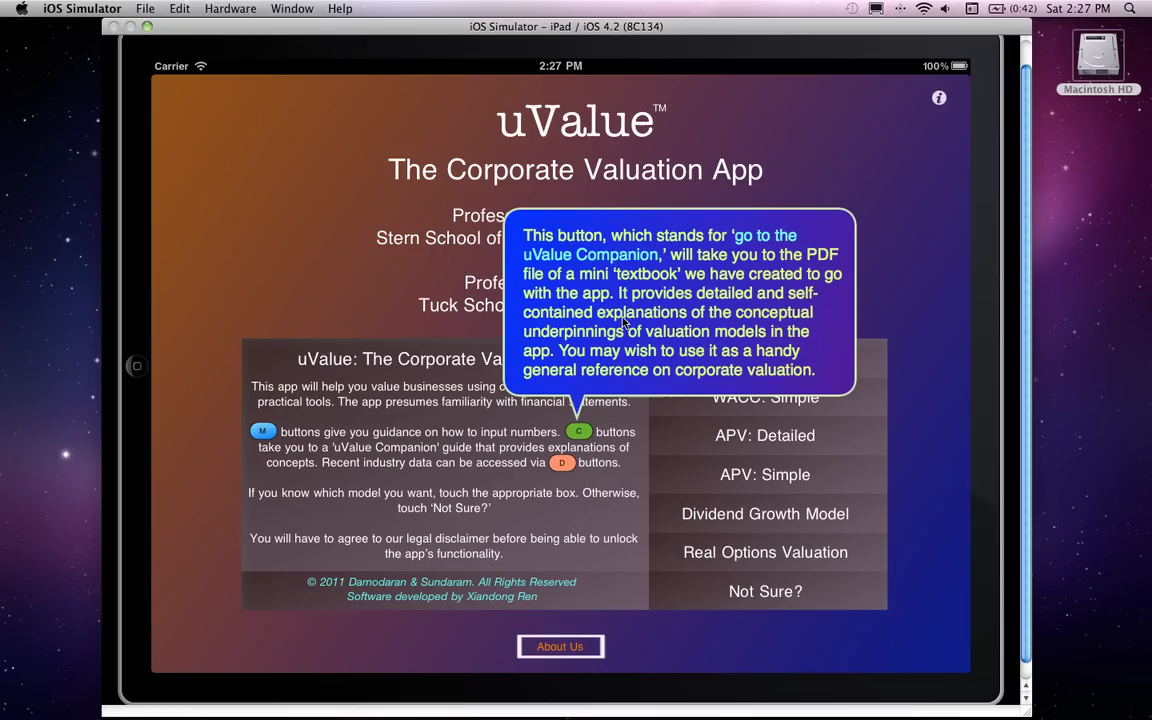 iOS Simulator File Edit Hardware Window Help
(0:42) Sat 2:27 PM
iOS Simulator - iPad / iOS 4.2 (8C134)
Macintosh HD
Carrier 2:27 PM 100%
uValue™
The Corporate Valuation App
Profes
Stern School of
Profe
Tuck Scho
This button, which stands for ‘go to the
uValue Companion,’ will take you to the PDF
file of a mini ‘textbook’ we have created to go
with the app. It provides detailed and self-
contained explanations of the conceptual
underpinnings of valuation models in the
app. You may wish to use it as a handy
general reference on corporate valuation.
uValue: The Corporate Va
This app will help you value businesses using
practical tools. The app presumes familiarity with financial statements.
M buttons give you guidance on how to input numbers. C buttons
take you to a 'uValue Companion' guide that provides explanations of
concepts. Recent industry data can be accessed via D buttons.
If you know which model you want, touch the appropriate box. Otherwise,
touch ‘Not Sure?’
You will have to agree to our legal disclaimer before being able to unlock
the app’s functionality.
© 2011 Damodaran & Sundaram. All Rights Reserved
Software developed by Xiandong Ren
WACC: Simple
APV: Detailed
APV: Simple
Dividend Growth Model
Real Options Valuation
Not Sure?
About Us